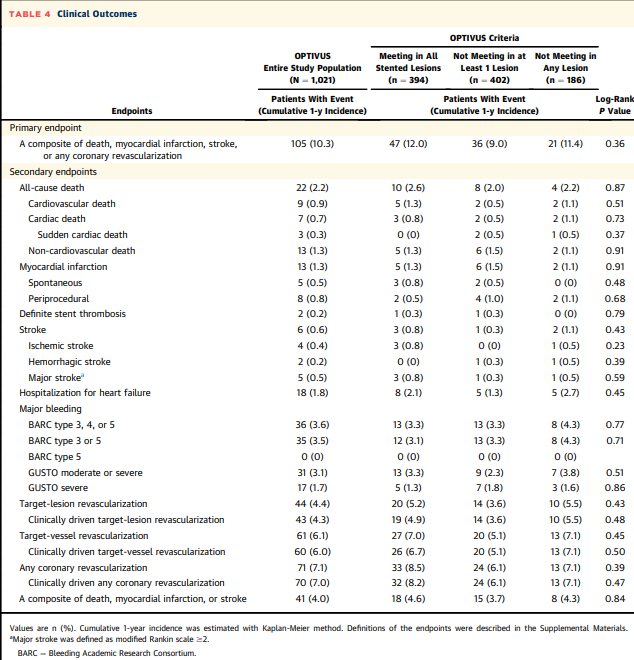 TABLE 4 Clinical Outcomes
OPTIVUS Criteria
OPTIVUS Meeting in All Not Meeting in at Not Meeting in
Entire Study Population Stented Lesions Least 1 Lesion Any Lesion
(N = 1,021) (n = 394) (n = 402) (n = 186)
Patients With Event Patients With Event Log-Rank
Endpoints (Cumulative 1-y Incidence) (Cumulative 1-y Incidence) P Value
Primary endpoint
A composite of death, myocardial infarction, stroke, 105 (10.3) 47 (12.0) 36 (9.0) 21 (11.4) 0.36
or any coronary revascularization
Secondary endpoints
All-cause death 22 (2.2) 10 (2.6) 8 (2.0) 4 (2.2) 0.87
Cardiovascular death 9 (0.9) 5 (1.3) 2 (0.5) 2 (1.1) 0.51
Cardiac death 7 (0.7) 3 (0.8) 2 (0.5) 2 (1.1) 0.73
Sudden cardiac death 3 (0.3) 0 (0) 2 (0.5) 1 (0.5) 0.37
Non-cardiovascular death 13 (1.3) 5 (1.3) 6 (1.5) 2 (1.1) 0.91
Myocardial infarction 13 (1.3) 5 (1.3) 6 (1.5) 2 (1.1) 0.91
Spontaneous 5 (0.5) 3 (0.8) 2 (0.5) 0 (0) 0.48
Periprocedural 8 (0.8) 2 (0.5) 4 (1.0) 2 (1.1) 0.68
Definite stent thrombosis 2 (0.2) 1 (0.3) 1 (0.3) 0 (0) 0.79
Stroke 6 (0.6) 3 (0.8) 1 (0.3) 2 (1.1) 0.43
Ischemic stroke 4 (0.4) 3 (0.8) 0 (0) 1 (0.5) 0.23
Hemorrhagic stroke 2 (0.2) 0 (0) 1 (0.3) 1 (0.5) 0.39
Major strokeᵃ 5 (0.5) 3 (0.8) 1 (0.3) 1 (0.5) 0.59
Hospitalization for heart failure 18 (1.8) 8 (2.1) 5 (1.3) 5 (2.7) 0.45
Major bleeding
BARC type 3, 4, or 5 36 (3.6) 13 (3.3) 13 (3.3) 8 (4.3) 0.77
BARC type 3 or 5 35 (3.5) 12 (3.1) 13 (3.3) 8 (4.3) 0.71
BARC type 5 0 (0) 0 (0) 0 (0) 0 (0)
GUSTO moderate or severe 31 (3.1) 13 (3.3) 9 (2.3) 7 (3.8) 0.51
GUSTO severe 17 (1.7) 5 (1.3) 7 (1.8) 3 (1.6) 0.86
Target-lesion revascularization 44 (4.4) 20 (5.2) 14 (3.6) 10 (5.5) 0.43
Clinically driven target-lesion revascularization 43 (4.3) 19 (4.9) 14 (3.6) 10 (5.5) 0.48
Target-vessel revascularization 61 (6.1) 27 (7.0) 20 (5.1) 13 (7.1) 0.45
Clinically driven target-vessel revascularization 60 (6.0) 26 (6.7) 20 (5.1) 13 (7.1) 0.50
Any coronary revascularization 71 (7.1) 33 (8.5) 24 (6.1) 13 (7.1) 0.39
Clinically driven any coronary revascularization 70 (7.0) 32 (8.2) 24 (6.1) 13 (7.1) 0.47
A composite of death, myocardial infarction, or stroke 41 (4.0) 18 (4.6) 15 (3.7) 8 (4.3) 0.84
Values are n (%). Cumulative 1-year incidence was estimated with Kaplan-Meier method. Definitions of the endpoints were described in the Supplemental Materials.
ᵃMajor stroke was defined as modified Rankin scale ≥2.
BARC = Bleeding Academic Research Consortium.